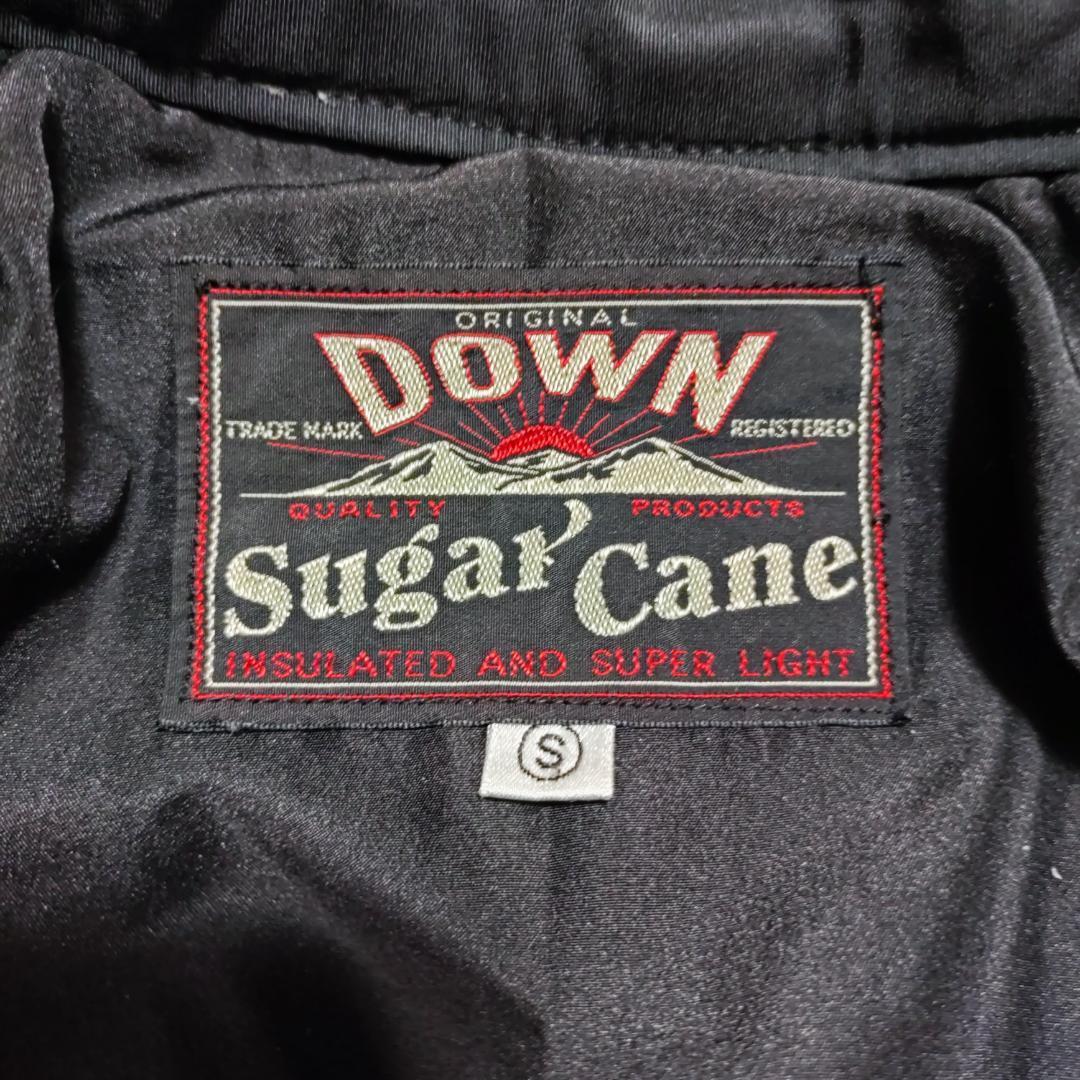 ORIGINAL
DOWN
TRADE MARK REGISTERED
QUALITY PRODUCTS
Sugar Cane
INSULATED AND SUPER LIGHT
S